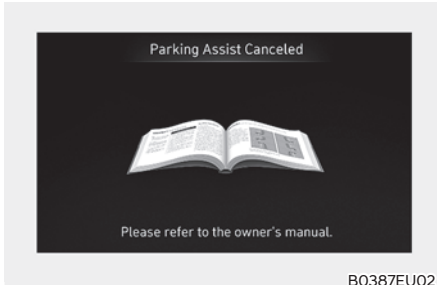 Parking Assist Canceled
Please refer to the owner's manual.
B0387EU02